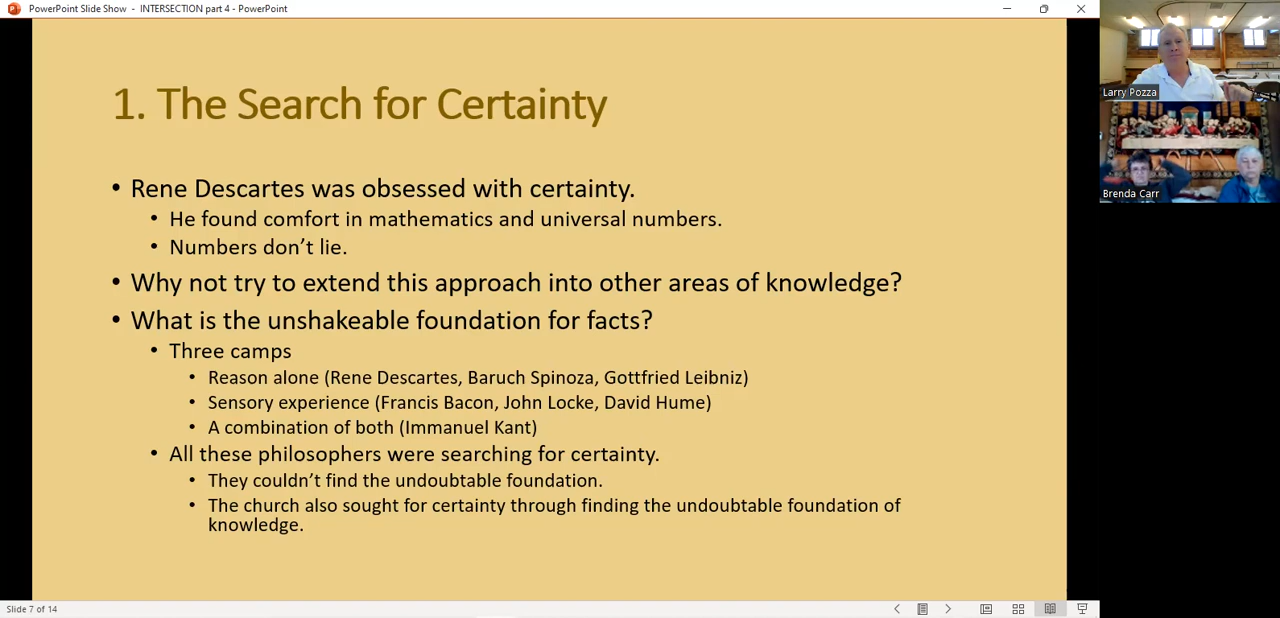 PowerPoint Slide Show - INTERSECTION part 4 - PowerPoint
1. The Search for Certainty
• Rene Descartes was obsessed with certainty.
• He found comfort in mathematics and universal numbers.
• Numbers don’t lie.
• Why not try to extend this approach into other areas of knowledge?
• What is the unshakeable foundation for facts?
• Three camps
• Reason alone (Rene Descartes, Baruch Spinoza, Gottfried Leibniz)
• Sensory experience (Francis Bacon, John Locke, David Hume)
• A combination of both (Immanuel Kant)
• All these philosophers were searching for certainty.
• They couldn’t find the undoubtable foundation.
• The church also sought for certainty through finding the undoubtable foundation of
knowledge.
Slide 7 of 14
Larry Pozza
Brenda Carr